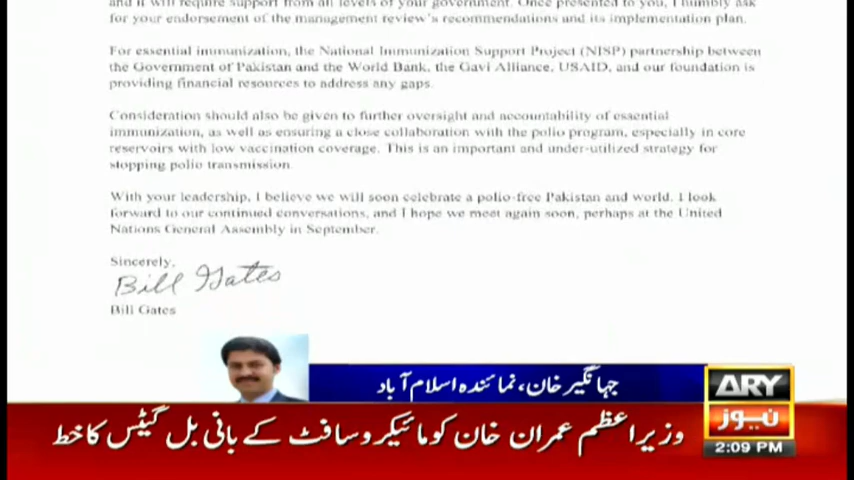 and it will require support from all levels of your government. Once presented to you, I humbly ask
for your endorsement of the management review's recommendations and its implementation plan.
For essential immunization, the National Immunization Support Project (NISP) partnership between
the Government of Pakistan and the World Bank, the Gavi Alliance, USAID, and our foundation is
providing financial resources to address any gaps.
Consideration should also be given to further oversight and accountability of essential
immunization, as well as ensuring a close collaboration with the polio program, especially in core
reservoirs with low vaccination coverage. This is an important and under-utilized strategy for
stopping polio transmission.
With your leadership, I believe we will soon celebrate a polio-free Pakistan and world. I look
forward to our continued conversations, and I hope we meet again soon, perhaps at the United
Nations General Assembly in September.
Sincerely,
Bill Gates
Bill Gates
جہانگیر خان، نمائندہ اسلام آباد
ARY
نیوز
2:09 PM
وزیراعظم عمران خان کو مائیکروسافٹ کے بانی بل گیٹس کا خط